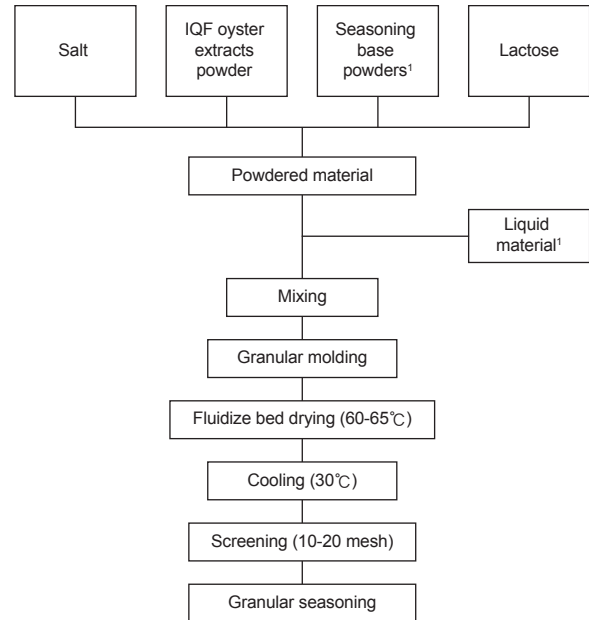 Salt
IQF oyster
extracts
powder
Seasoning
base
powders¹
Lactose
Powdered material
Liquid
material¹
Mixing
Granular molding
Fluidize bed drying (60-65℃)
Cooling (30℃)
Screening (10-20 mesh)
Granular seasoning